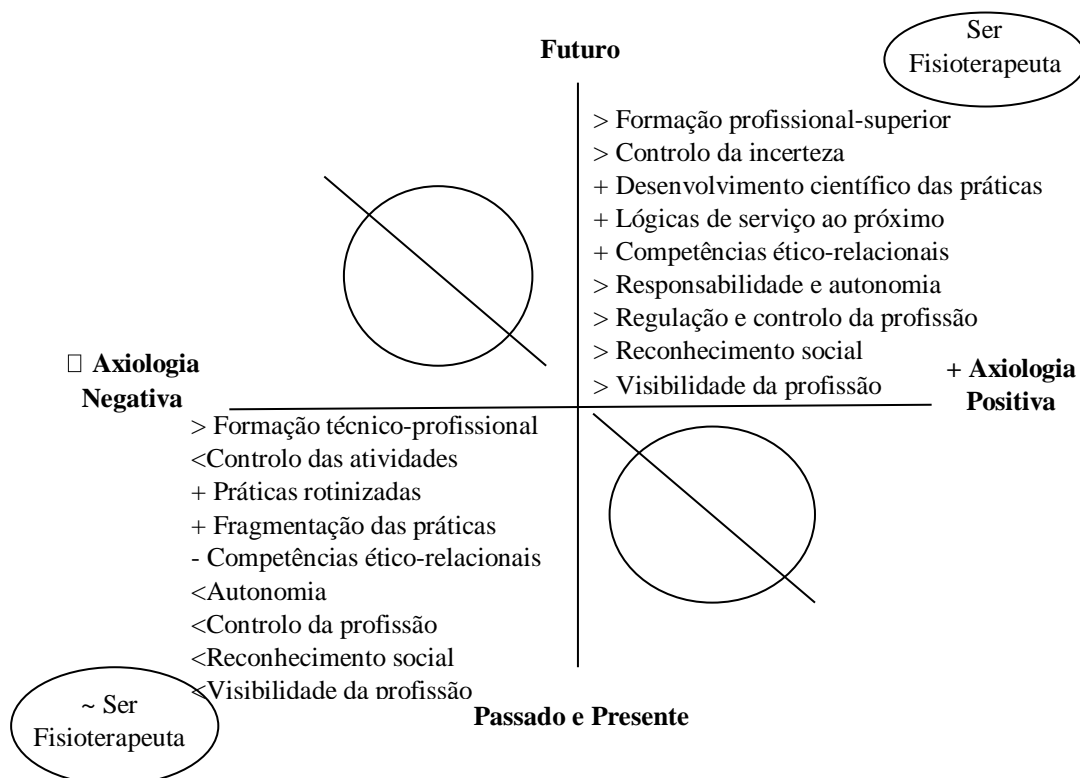 Ser
Fisioterapeuta
Futuro
> Formação profissional-superior
> Controlo da incerteza
+ Desenvolvimento científico das práticas
+ Lógicas de serviço ao próximo
+ Competências ético-relacionais
> Responsabilidade e autonomia
> Regulação e controlo da profissão
> Reconhecimento social
> Visibilidade da profissão
□ Axiologia
Negativa
+ Axiologia
Positiva
> Formação técnico-profissional
<Controlo das atividades
+ Práticas rotinizadas
+ Fragmentação das práticas
- Competências ético-relacionais
<Autonomia
<Controlo da profissão
<Reconhecimento social
<Visibilidade da profissão
~ Ser
Fisioterapeuta
Passado e Presente